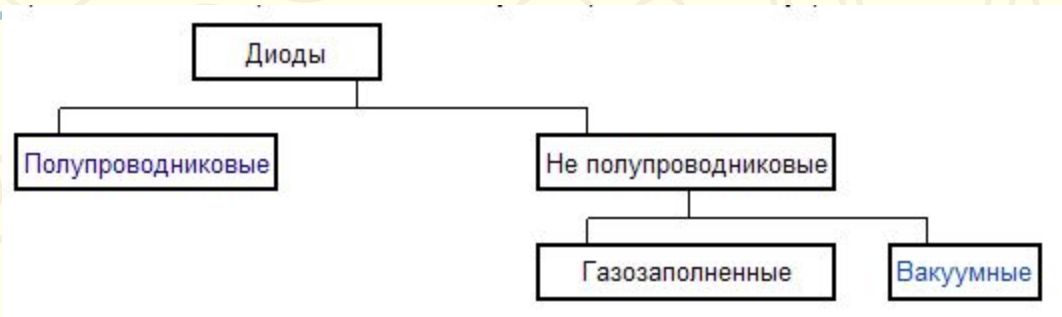 Диоды
Полупроводниковые
Не полупроводниковые
Газозаполненные
Вакуумные